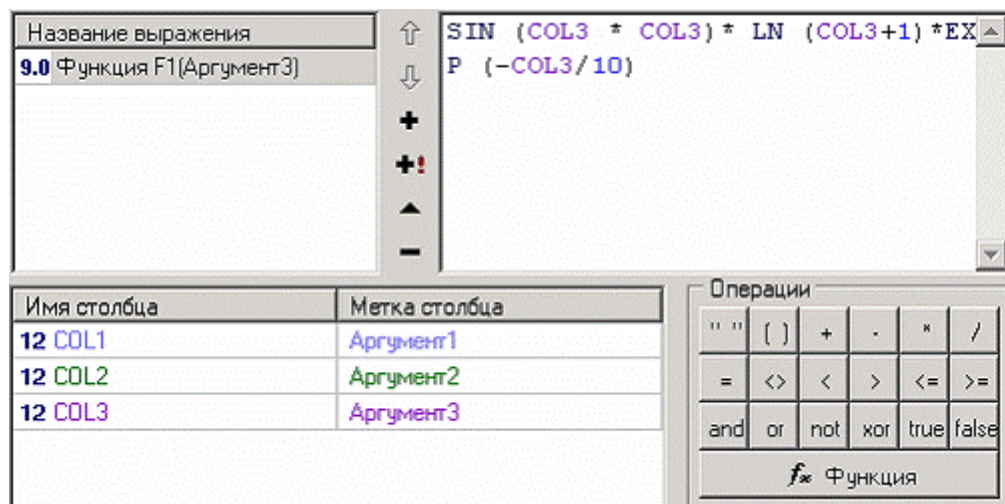 Название выражения
9.0 Функция F1(Аргумент3)
SIN (COL3 * COL3)* LN (COL3+1)*EX
P (-COL3/10)
Имя столбца Метка столбца
12 COL1 Аргумент1
12 COL2 Аргумент2
12 COL3 Аргумент3
Операции
" " ( ) + - * /
= <> < > <= >=
and or not xor true false
fx Функция